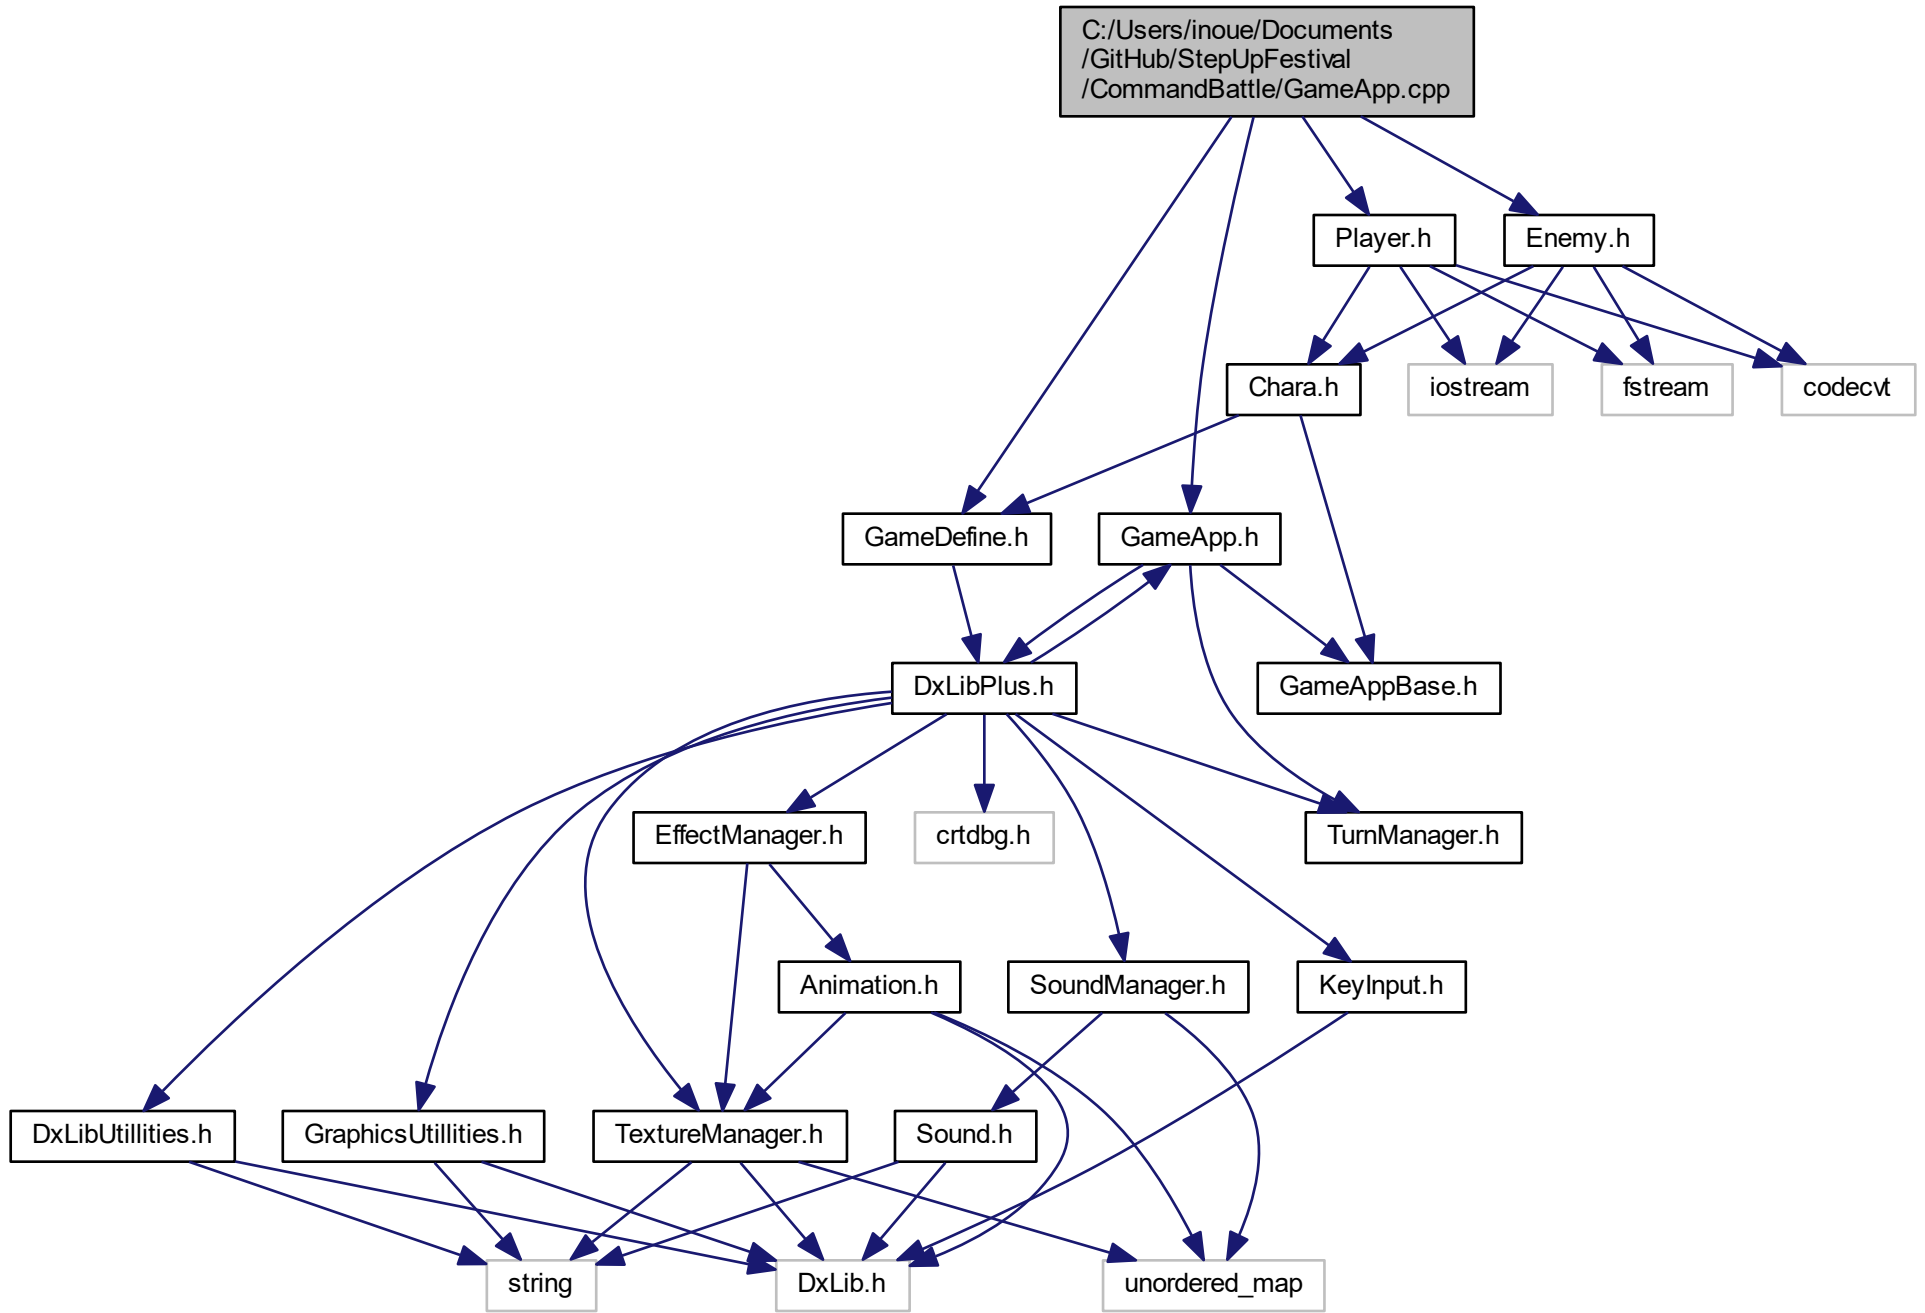 C:/Users/inoue/Documents
/GitHub/StepUpFestival
/CommandBattle/GameApp.cpp
Player.h
Enemy.h
Chara.h
iostream
fstream
codecvt
GameDefine.h
GameApp.h
DxLibPlus.h
GameAppBase.h
EffectManager.h
crtdbg.h
TurnManager.h
Animation.h
SoundManager.h
KeyInput.h
DxLibUtillities.h
GraphicsUtillities.h
TextureManager.h
Sound.h
string
DxLib.h
unordered_map